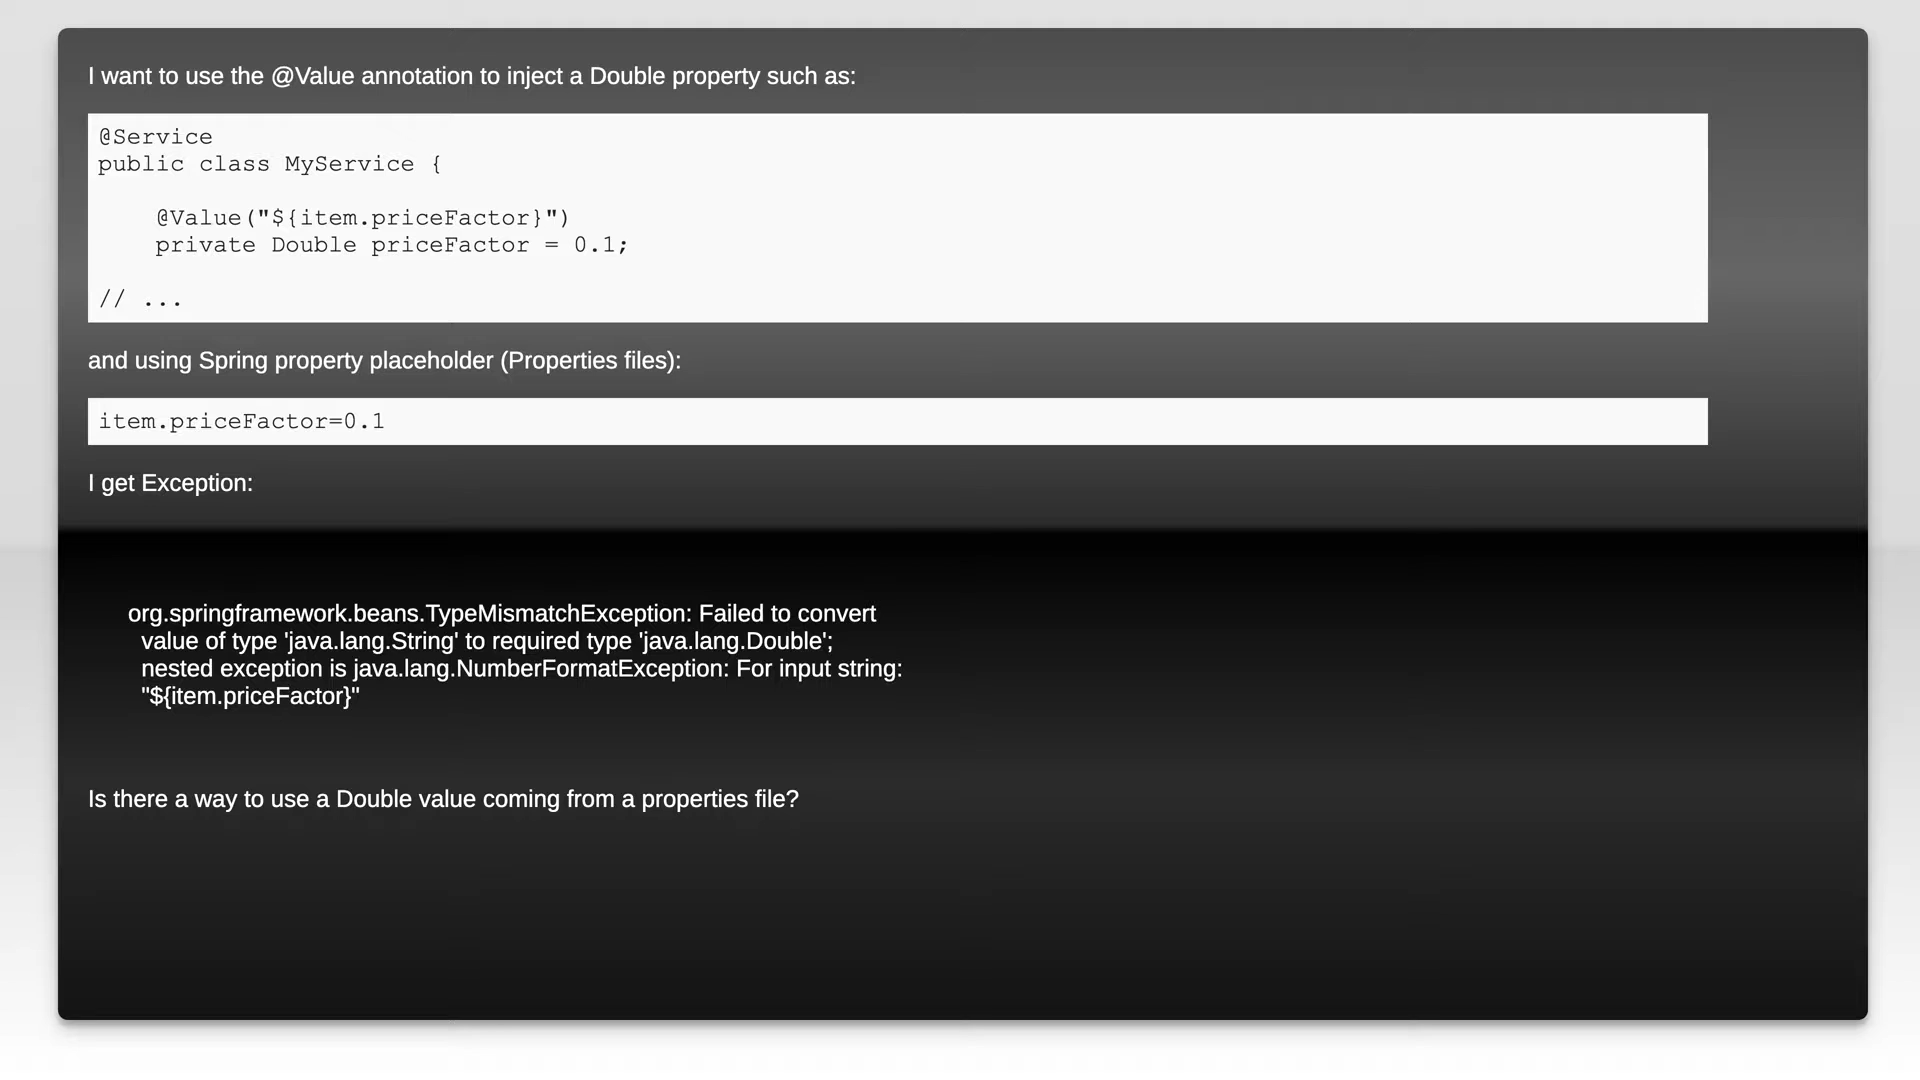 I want to use the @Value annotation to inject a Double property such as:
@Service
public class MyService {
@Value("${item.priceFactor}")
private Double priceFactor = 0.1;
// ...
and using Spring property placeholder (Properties files):
item.priceFactor=0.1
I get Exception:
org.springframework.beans.TypeMismatchException: Failed to convert
value of type 'java.lang.String' to required type 'java.lang.Double';
nested exception is java.lang.NumberFormatException: For input string:
"${item.priceFactor}"
Is there a way to use a Double value coming from a properties file?